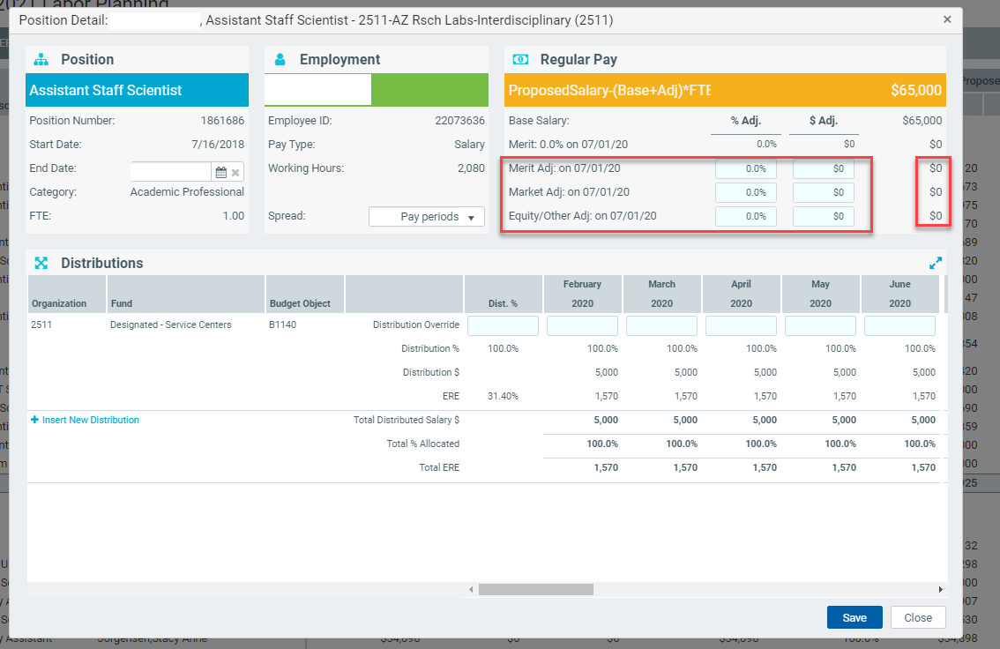 2021 Labor Planning
Position Detail: , Assistant Staff Scientist - 2511-AZ Rsch Labs-Interdisciplinary (2511) ×
Position
Assistant Staff Scientist
Position Number: 1861686
Start Date: 7/16/2018
End Date:
Category: Academic Professional
FTE: 1.00
Employment
Employee ID: 22073636
Pay Type: Salary
Working Hours: 2,080
Spread: Pay periods
Regular Pay
ProposedSalary-(Base+Adj)*FTE $65,000
Base Salary: % Adj. $ Adj. $65,000
Merit: 0.0% on 07/01/20 0.0% $0 $0
Merit Adj: on 07/01/20 0.0% $0 $0
Market Adj: on 07/01/20 0.0% $0 $0
Equity/Other Adj: on 07/01/20 0.0% $0 $0
Distributions
February March April May June
Organization Fund Budget Object Dist. % 2020 2020 2020 2020 2020
2511 Designated - Service Centers B1140 Distribution Override
Distribution % 100.0% 100.0% 100.0% 100.0% 100.0% 100.0%
Distribution $ 5,000 5,000 5,000 5,000 5,000
ERE 31.40% 1,570 1,570 1,570 1,570 1,570
+ Insert New Distribution Total Distributed Salary $ 5,000 5,000 5,000 5,000 5,000
Total % Allocated 100.0% 100.0% 100.0% 100.0% 100.0%
Total ERE 1,570 1,570 1,570 1,570 1,570
Save Close